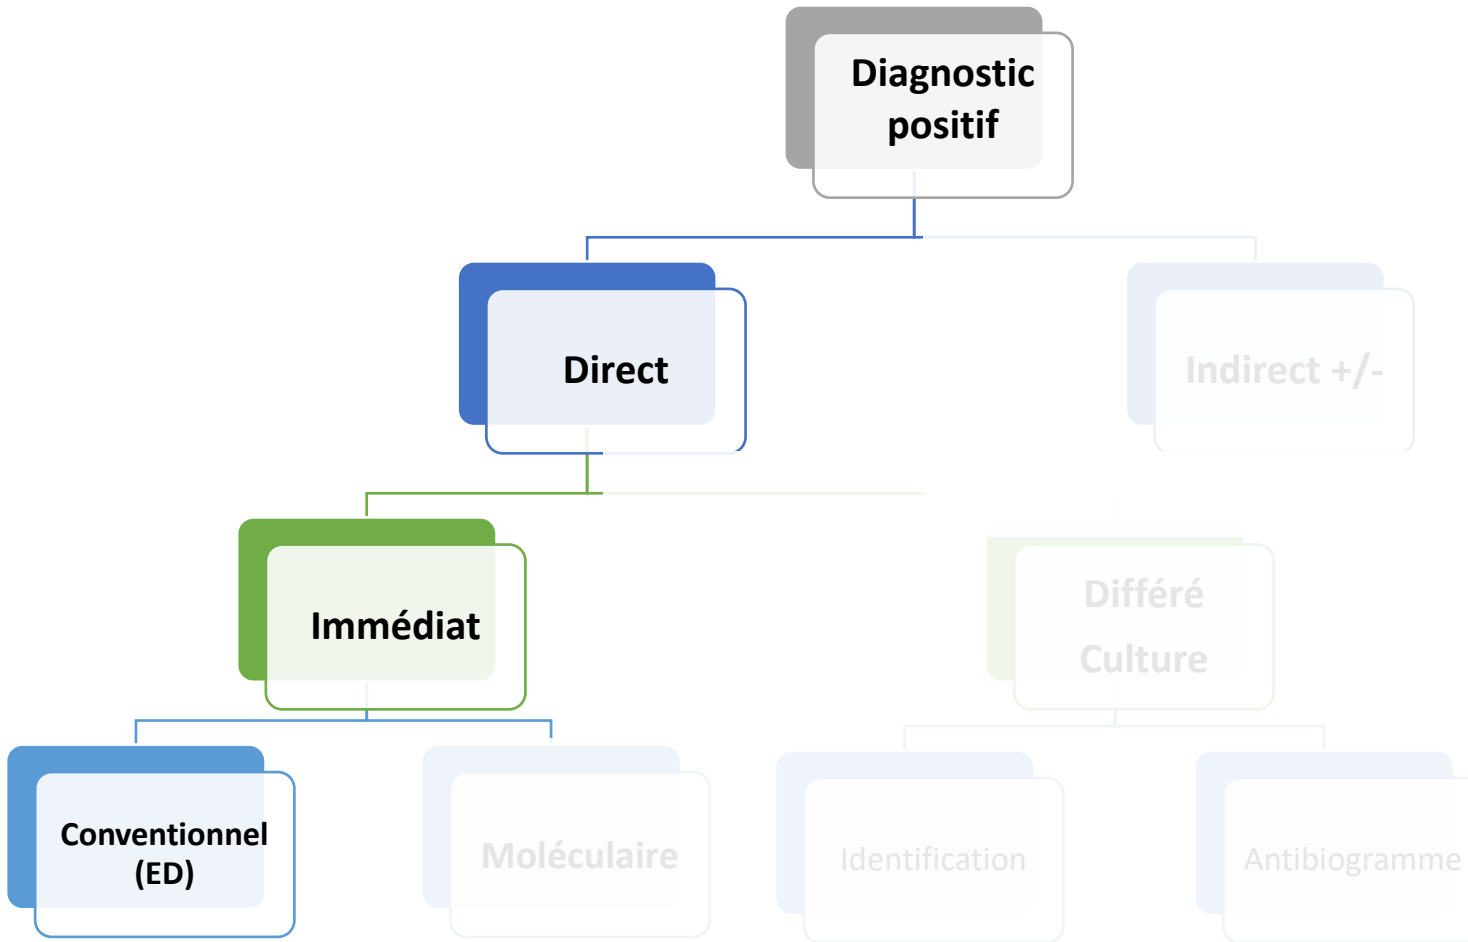 Diagnostic
positif
Direct
Indirect +/-
Immédiat
Différé
Culture
Conventionnel
(ED)
Moléculaire
Identification
Antibiogramme